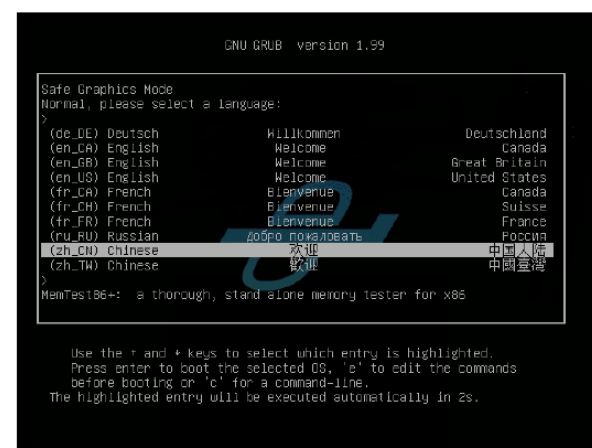 GNU GRUB version 1.99
Safe Graphics Mode
Normal, please select a language:
>
(de_DE) Deutsch Willkommen Deutschland
(en_CA) English Welcome Canada
(en_GB) English Welcome Great Britain
(en_US) English Welcome United States
(fr_CA) French Bienvenue Canada
(fr_CH) French Bienvenue Suisse
(fr_FR) French Bienvenue France
(ru_RU) Russian добро пожаловать Россия
(zh_CN) Chinese 欢迎 中国大陆
(zh_TW) Chinese 歡迎 中國臺灣
>
MemTest86+: a thorough, stand alone memory tester for x86
Use the ↑ and ↓ keys to select which entry is highlighted.
Press enter to boot the selected OS, 'e' to edit the commands
before booting or 'c' for a command-line.
The highlighted entry will be executed automatically in 2s.